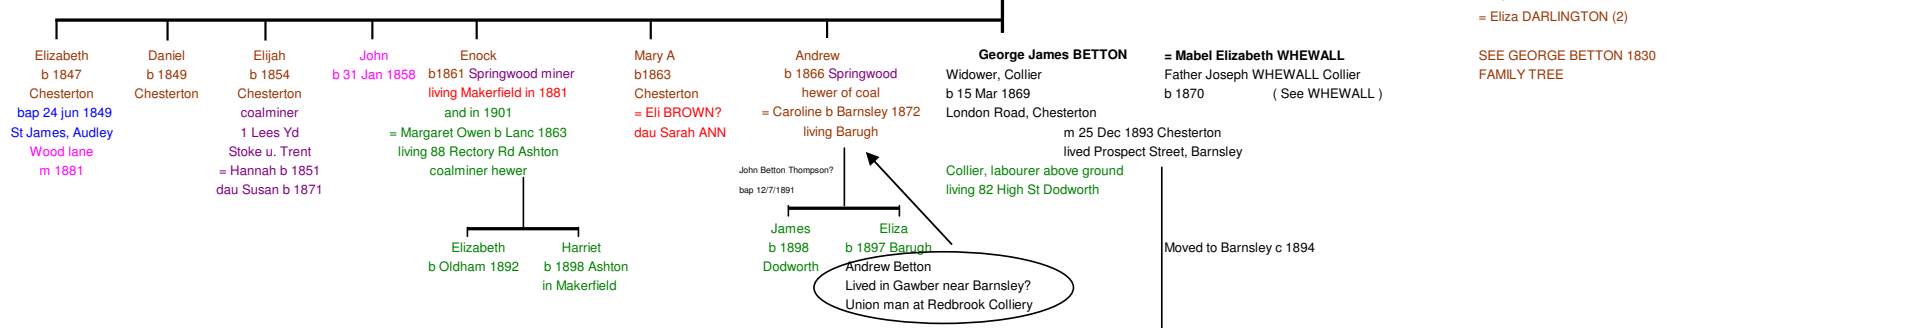 = Eliza DARLINGTON (2)
SEE GEORGE BETTON 1830
FAMILY TREE
Elizabeth
b 1847
Chesterton
bap 24 jun 1849
St James, Audley
Wood lane
m 1881
Daniel
b 1849
Chesterton
Elijah
b 1854
Chesterton
coalminer
1 Lees Yd
Stoke u. Trent
= Hannah b 1851
dau Susan b 1871
John
b 31 Jan 1858
Enock
b1861 Springwood miner
living Makerfield in 1881
and in 1901
= Margaret Owen b Lanc 1863
living 88 Rectory Rd Ashton
coalminer hewer
Elizabeth
b Oldham 1892
Harriet
b 1898 Ashton
in Makerfield
Mary A
b1863
Chesterton
= Eli BROWN?
dau Sarah ANN
Andrew
b 1866 Springwood
hewer of coal
= Caroline b Barnsley 1872
living Barugh
John Betton Thompson?
bap 12/7/1891
James
b 1898
Dodworth
Eliza
b 1897 Barugh
Andrew Betton
Lived in Gawber near Barnsley?
Union man at Redbrook Colliery
George James BETTON
Widower, Collier
b 15 Mar 1869
London Road, Chesterton
= Mabel Elizabeth WHEWALL
Father Joseph WHEWALL Collier
b 1870 ( See WHEWALL )
m 25 Dec 1893 Chesterton
lived Prospect Street, Barnsley
Collier, labourer above ground
living 82 High St Dodworth
Moved to Barnsley c 1894